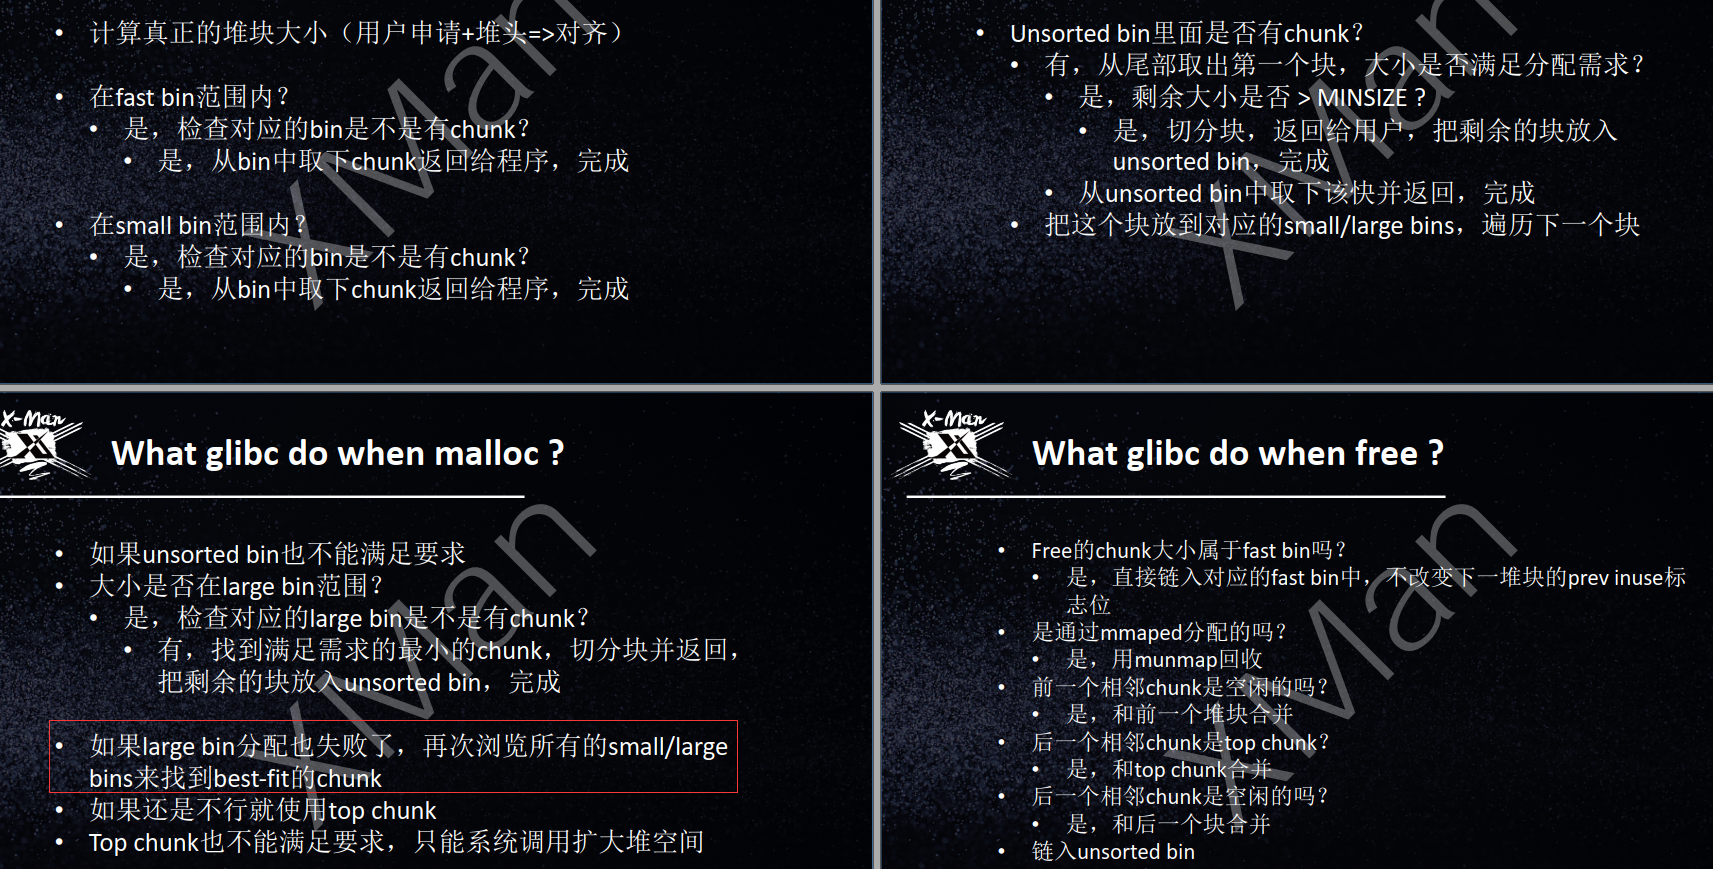 • 计算真正的堆块大小（用户申请+堆头=>对齐）
• 在fast bin范围内？
• 是，检查对应的bin是不是有chunk？
• 是，从bin中取下chunk返回给程序，完成
• 在small bin范围内？
• 是，检查对应的bin是不是有chunk？
• 是，从bin中取下chunk返回给程序，完成
XMan
• Unsorted bin里面是否有chunk？
• 有，从尾部取出第一个块，大小是否满足分配需求？
• 是，剩余大小是否 > MINSIZE ?
• 是，切分块，返回给用户，把剩余的块放入
unsorted bin，完成
• 从unsorted bin中取下该快并返回，完成
• 把这个块放到对应的small/large bins，遍历下一个块
XMan
X-Man
What glibc do when malloc ?
• 如果unsorted bin也不能满足要求
• 大小是否在large bin范围？
• 是，检查对应的large bin是不是有chunk？
• 有，找到满足需求的最小的chunk，切分块并返回，
把剩余的块放入unsorted bin，完成
• 如果large bin分配也失败了，再次浏览所有的small/large
bins来找到best-fit的chunk
• 如果还是不行就使用top chunk
• Top chunk也不能满足要求，只能系统调用扩大堆空间
XMan
X-Man
What glibc do when free ?
• Free的chunk大小属于fast bin吗？
• 是，直接链入对应的fast bin中，不改变下一堆块的prev inuse标
志位
• 是通过mmaped分配的吗？
• 是，用munmap回收
• 前一个相邻chunk是空闲的吗？
• 是，和前一个堆块合并
• 后一个相邻chunk是top chunk？
• 是，和top chunk合并
• 后一个相邻chunk是空闲的吗？
• 是，和后一个块合并
• 链入unsorted bin
XMan